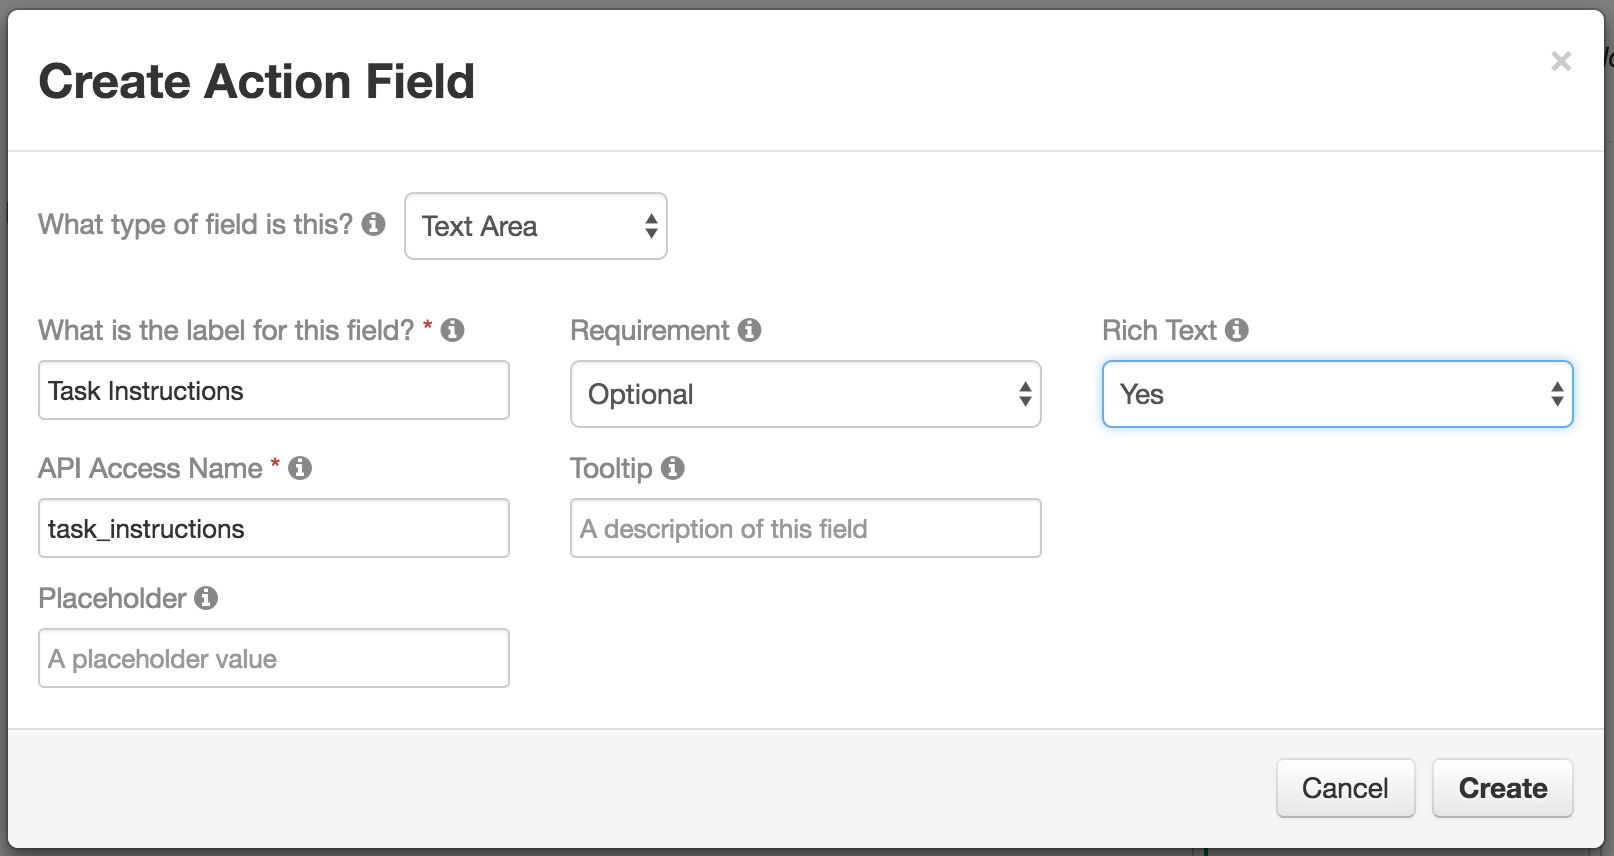 Create Action Field
×
What type of field is this?
Text Area
What is the label for this field? *
Requirement
Rich Text
Task Instructions
Optional
Yes
API Access Name *
Tooltip
task_instructions
A description of this field
Placeholder
A placeholder value
Cancel
Create